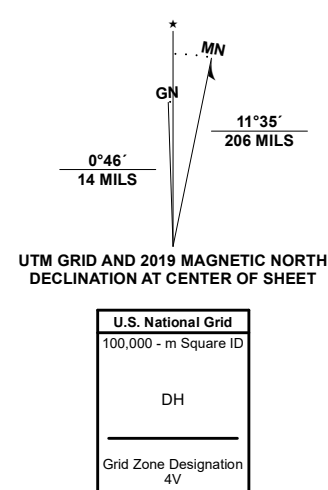 ★
MN
GN
11°35´
206 MILS
0°46´
14 MILS
UTM GRID AND 2019 MAGNETIC NORTH
DECLINATION AT CENTER OF SHEET
U.S. National Grid
100,000 - m Square ID
DH
Grid Zone Designation
4V